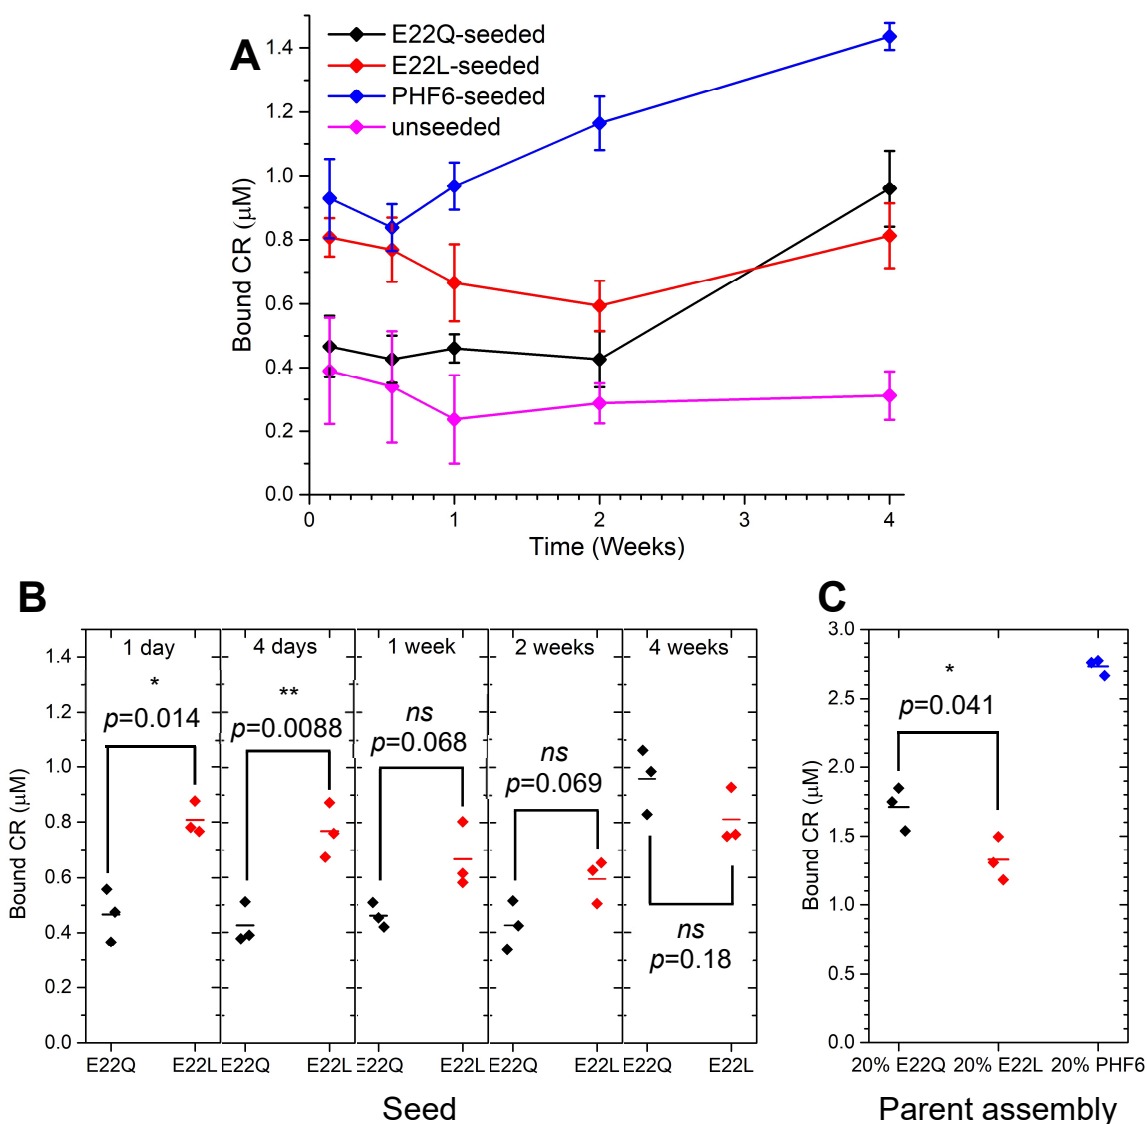 A
E22Q-seeded
E22L-seeded
PHF6-seeded
unseeded
Bound CR (μM)
1.4
1.2
1.0
0.8
0.6
0.4
0.2
0.0
0 1 2 3 4
Time (Weeks)
B
Bound CR (μM)
1.4
1.2
1.0
0.8
0.6
0.4
0.2
0.0
1 day
*
p=0.014
4 days
**
p=0.0088
1 week
ns
p=0.068
2 weeks
ns
p=0.069
4 weeks
ns
p=0.18
E22Q E22L E22Q E22L E22Q E22L E22Q E22L E22Q E22L
Seed
C
Bound CR (μM)
3.0
2.5
2.0
1.5
1.0
0.5
0.0
*
p=0.041
20% E22Q 20% E22L 20% PHF6
Parent assembly